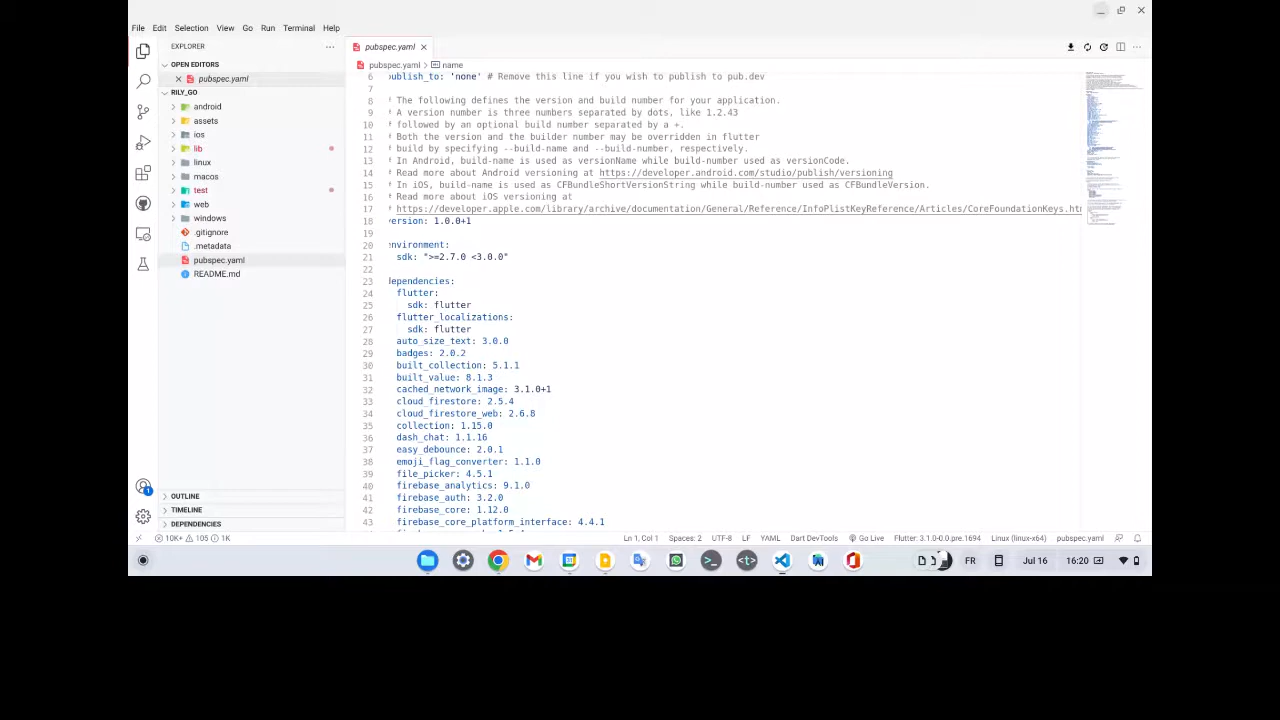 File Edit Selection View Go Run Terminal Help
EXPLORER
OPEN EDITORS
pubspec.yaml
RILY_GO
android
assets
ios
lib
linux
macos
test
web
windows
.gitignore
.metadata
pubspec.yaml
README.md
OUTLINE
TIMELINE
DEPENDENCIES
pubspec.yaml
pubspec.yaml > name
6 publish_to: 'none' # Remove this line if you wish to publish to pub.dev
7
8 The following defines the version and build number for your application.
9 A version number is three numbers separated by dots, like 1.2.43
10 followed by an optional build number separated by a +.
11 Both the version and the builder number may be overridden in flutter
12 build by specifying --build-name and --build-number, respectively.
13 In Android, build-name is used as versionName while build-number used as versionCode.
14 Read more about Android versioning at https://developer.android.com/studio/publish/versioning
15 In iOS, build-name is used as CFBundleShortVersionString while build-number used as CFBundleVersion.
16 Read more about iOS versioning at
17 https://developer.apple.com/library/archive/documentation/General/Reference/InfoPlistKeyReference/Articles/CoreFoundationKeys.htm
18 version: 1.0.0+1
19
20 environment:
21 sdk: ">=2.7.0 <3.0.0"
22
23 dependencies:
24 flutter:
25 sdk: flutter
26 flutter_localizations:
27 sdk: flutter
28 auto_size_text: 3.0.0
29 badges: 2.0.2
30 built_collection: 5.1.1
31 built_value: 8.1.3
32 cached_network_image: 3.1.0+1
33 cloud_firestore: 2.5.4
34 cloud_firestore_web: 2.6.8
35 collection: 1.15.0
36 dash_chat: 1.1.16
37 easy_debounce: 2.0.1
38 emoji_flag_converter: 1.1.0
39 file_picker: 4.5.1
40 firebase_analytics: 9.1.0
41 firebase_auth: 3.2.0
42 firebase_core: 1.12.0
43 firebase_core_platform_interface: 4.4.1
10K+ 105 1K Ln 1, Col 1 Spaces: 2 UTF-8 LF YAML Dart DevTools Go Live Flutter: 3.1.0-0.pre.1694 Linux (linux-x64) pubspec.yaml
FR Jul 16 16:20